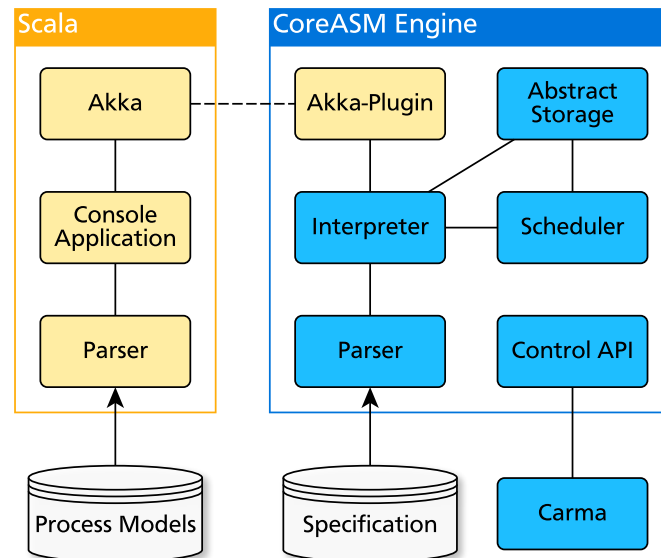 Scala
CoreASM Engine
Akka
Akka-Plugin
Abstract
Storage
Console
Application
Interpreter
Scheduler
Parser
Parser
Control API
Process Models
Specification
Carma